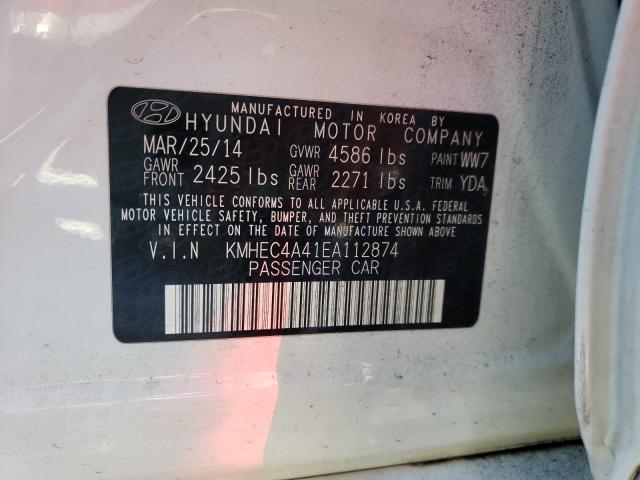 MANUFACTURED IN KOREA BY
HYUNDAI MOTOR COMPANY
MAR/25/14 GVWR 4586 lbs PAINT WW7
GAWR FRONT 2425 lbs GAWR REAR 2271 lbs TRIM YDA
THIS VEHICLE CONFORMS TO ALL APPLICABLE U.S.A. FEDERAL
MOTOR VEHICLE SAFETY, BUMPER, AND THEFT PREVENTION STANDARDS
IN EFFECT ON THE DATE OF MANUFACTURE SHOWN ABOVE.
V.I.N KMHEC4A41EA112874
PASSENGER CAR